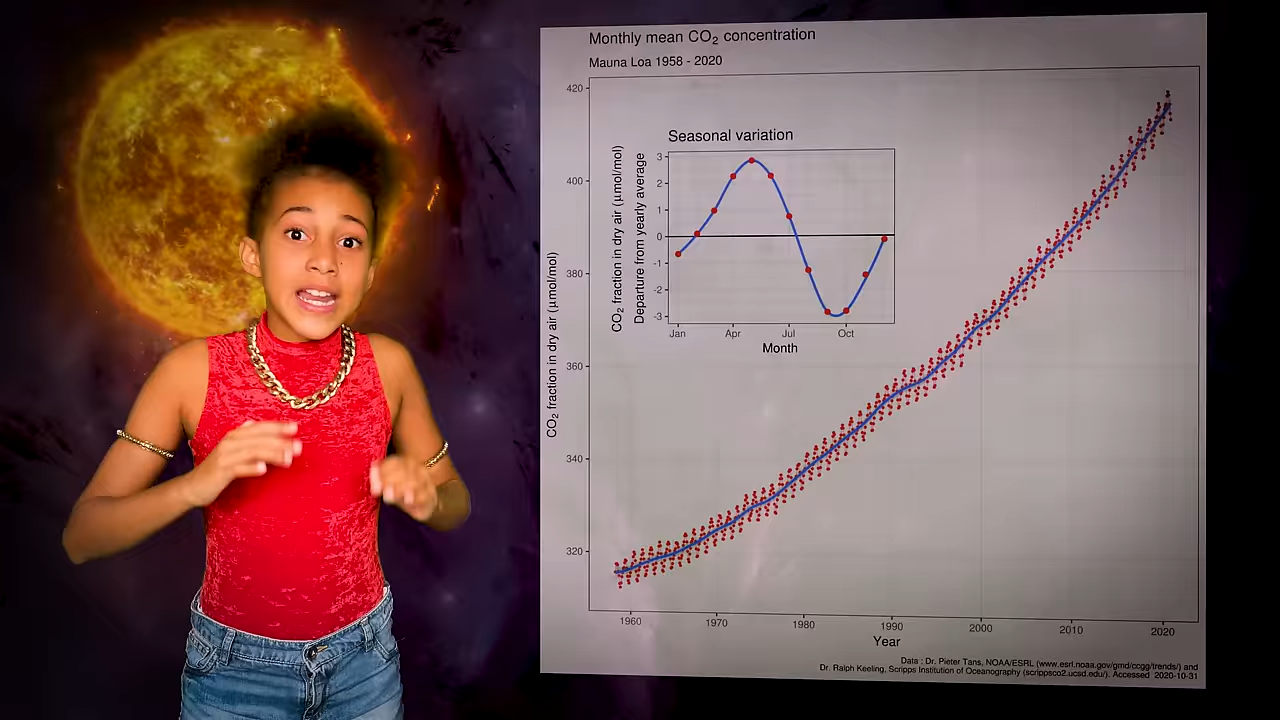 Monthly mean CO₂ concentration
Mauna Loa 1958 - 2020
420
400
380
360
340
320
CO₂ fraction in dry air (μmol/mol)
Seasonal variation
3
2
1
0
-1
-2
-3
CO₂ fraction in dry air (μmol/mol)
Departure from yearly average
Jan Apr Jul Oct
Month
1960 1970 1980 1990 2000 2010 2020
Year
Data : Dr. Pieter Tans, NOAA/ESRL (www.esrl.noaa.gov/gmd/ccgg/trends/) and
Dr. Ralph Keeling, Scripps Institution of Oceanography (scrippsco2.ucsd.edu/). Accessed 2020-10-31